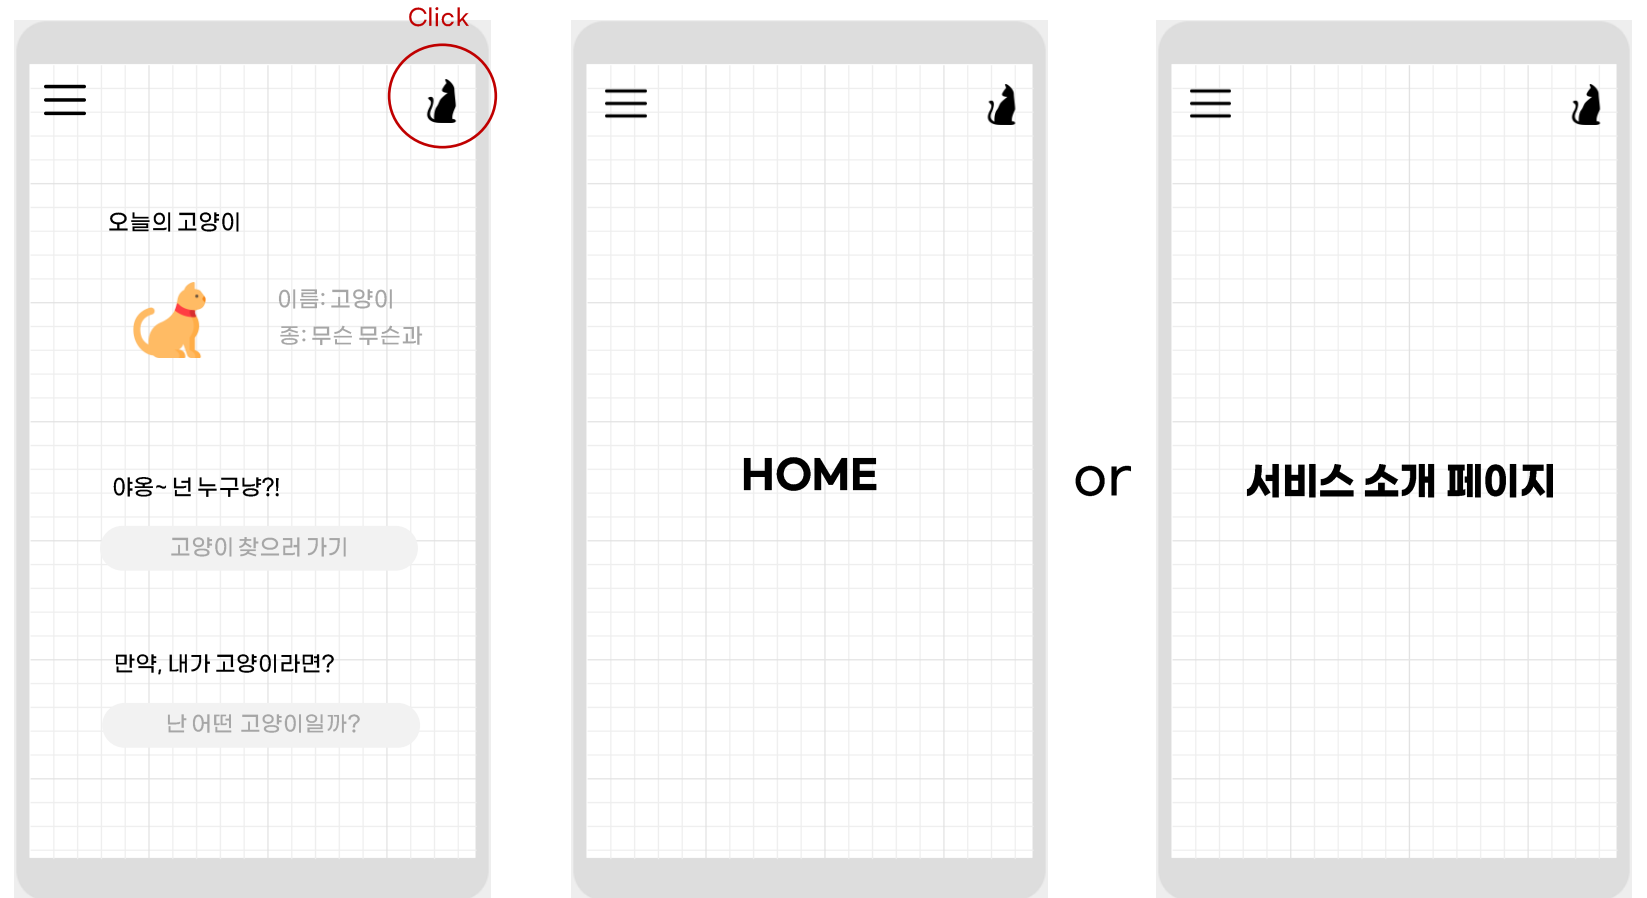 Click
오늘의 고양이
이름: 고양이
종: 무슨 무슨과
야옹~ 넌 누구냥?!
고양이 찾으러 가기
만약, 내가 고양이라면?
난 어떤 고양이일까?
HOME
or
서비스 소개 페이지